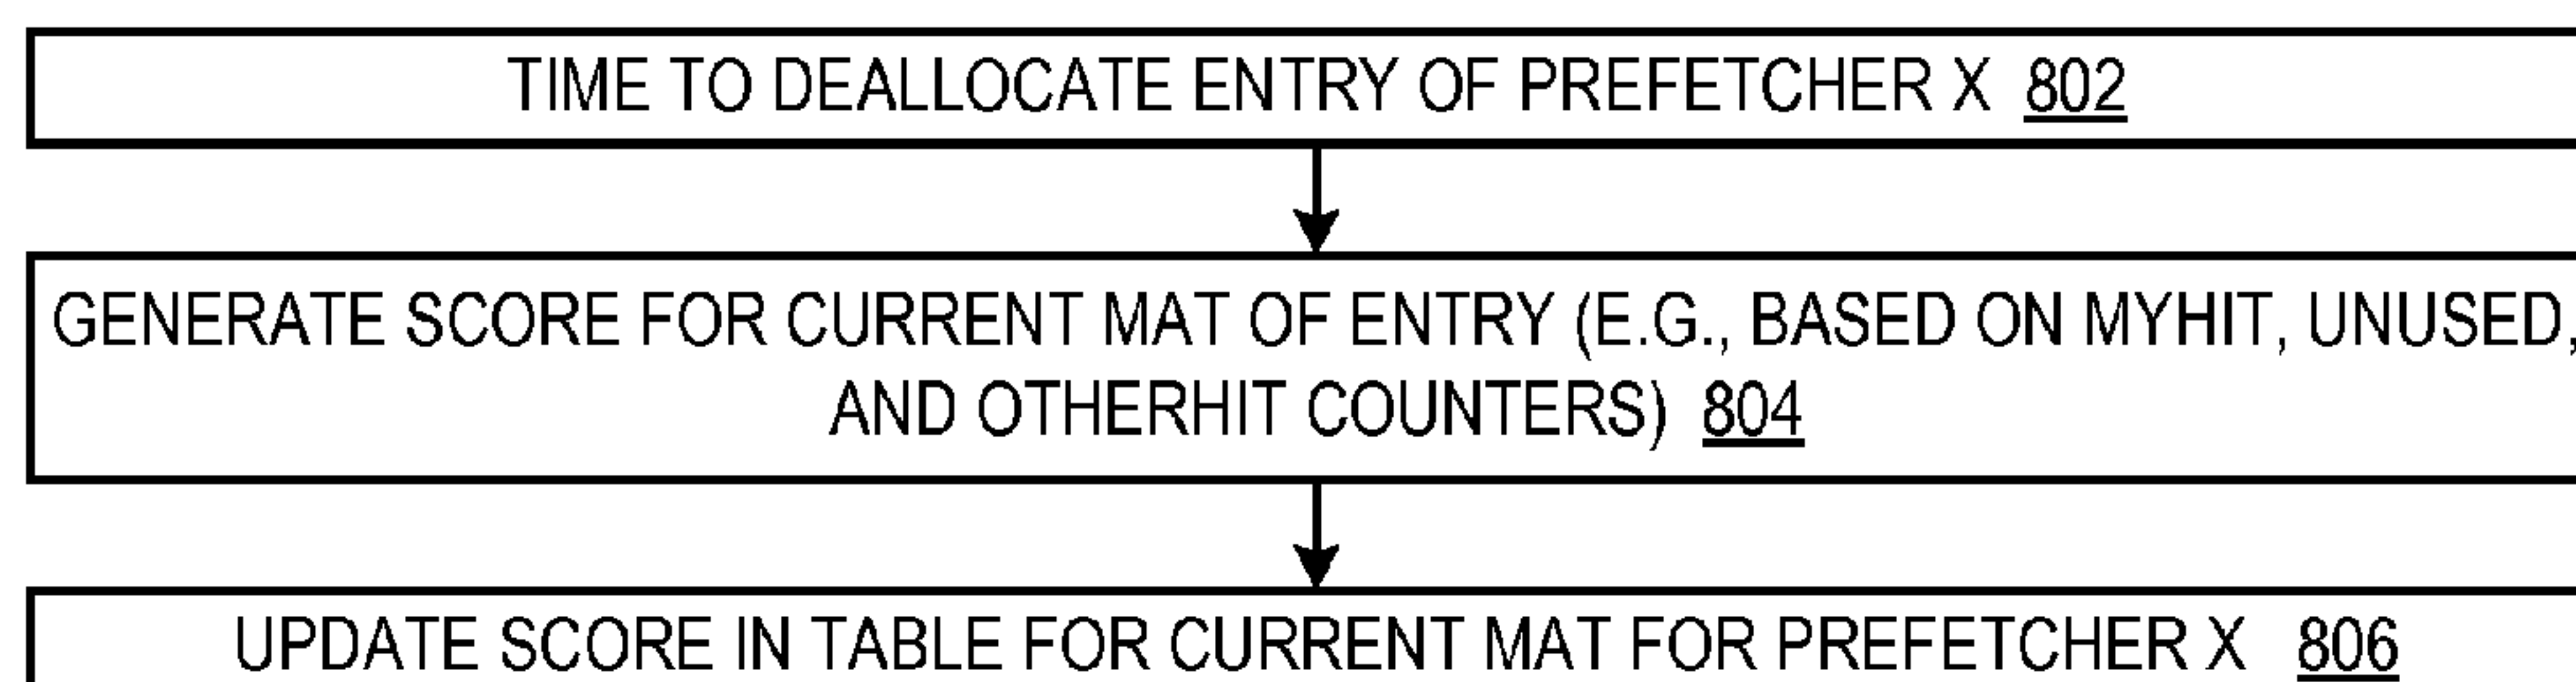 TIME TO DEALLOCATE ENTRY OF PREFETCHER X 802
GENERATE SCORE FOR CURRENT MAT OF ENTRY (E.G., BASED ON MYHIT, UNUSED,
AND OTHERHIT COUNTERS) 804
UPDATE SCORE IN TABLE FOR CURRENT MAT FOR PREFETCHER X 806